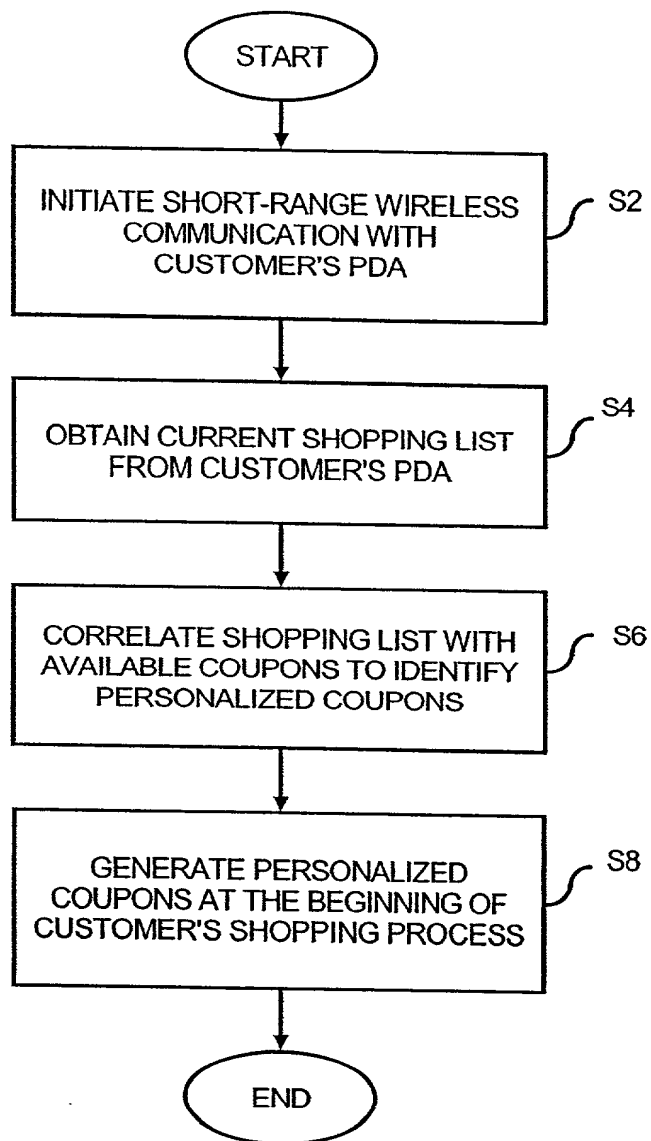 START
INITIATE SHORT-RANGE WIRELESS
COMMUNICATION WITH
CUSTOMER'S PDA
S2
OBTAIN CURRENT SHOPPING LIST
FROM CUSTOMER'S PDA
S4
CORRELATE SHOPPING LIST WITH
AVAILABLE COUPONS TO IDENTIFY
PERSONALIZED COUPONS
S6
GENERATE PERSONALIZED
COUPONS AT THE BEGINNING OF
CUSTOMER'S SHOPPING PROCESS
S8
END